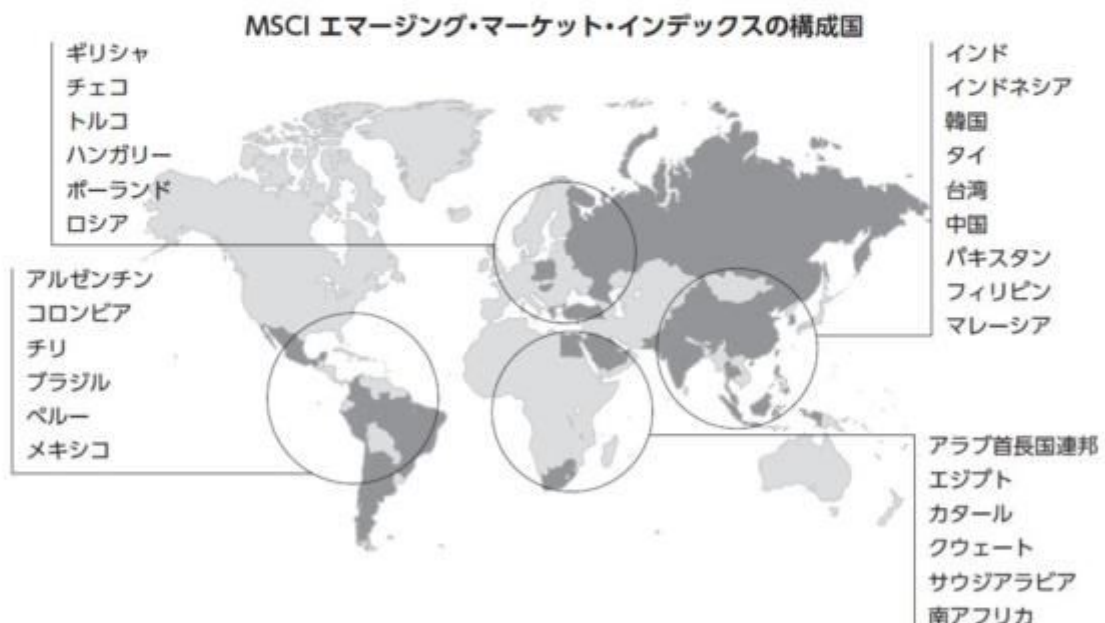 MSCI エマージング・マーケット・インデックスの構成国
ギリシャ
チェコ
トルコ
ハンガリー
ポーランド
ロシア
アルゼンチン
コロンビア
チリ
ブラジル
ペルー
メキシコ
インド
インドネシア
韓国
タイ
台湾
中国
パキスタン
フィリピン
マレーシア
アラブ首長国連邦
エジプト
カタール
クウェート
サウジアラビア
南アフリカ